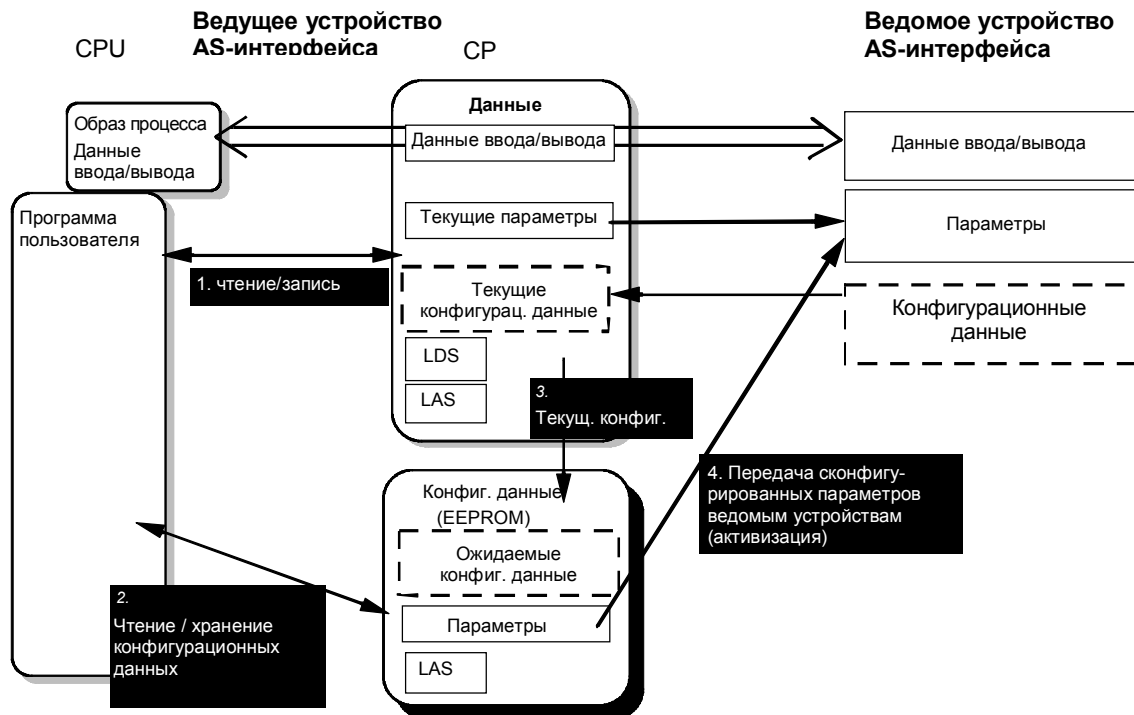 Ведущее устройство
AS-интерфейса
Ведомое устройство
AS-интерфейса
CPU
CP
Образ процесса
Данные
ввода/вывода
Данные
Данные ввода/вывода
Данные ввода/вывода
Программа
пользователя
Текущие параметры
Параметры
1. чтение/запись
Текущие
конфигурац. данные
Конфигурационные
данные
LDS
LAS
3.
Текущ. конфиг.
4. Передача сконфигу-
рированных параметров
ведомым устройствам
(активизация)
Конфиг. данные
(EEPROM)
Ожидаемые
конфиг. данные
2.
Чтение / хранение
конфигурационных
данных
Параметры
LAS